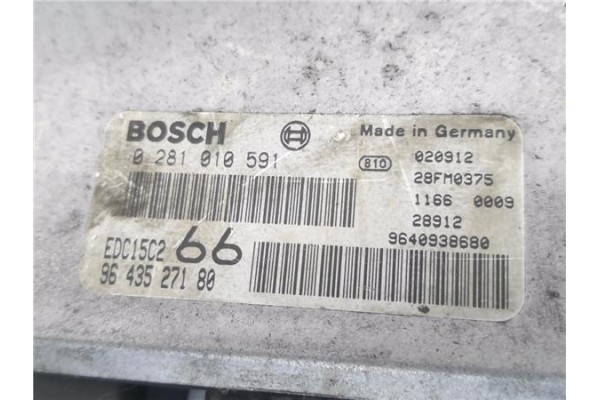 BOSCH
Made in Germany
0 281 010 591
810
020912
28FM0375
1166 0009
28912
EDC15C2 66
9640938680
96 435 271 80